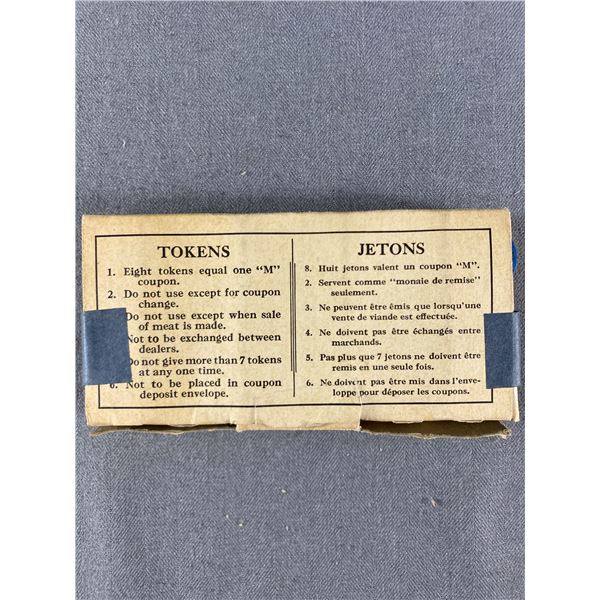 TOKENS
1. Eight tokens equal one "M"
coupon.
2. Do not use except for coupon
change.
Do not use except when sale
of meat is made.
Not to be exchanged between
dealers.
Do not give more than 7 tokens
at any one time.
6. Not to be placed in coupon
deposit envelope.
JETONS
8. Huit jetons valent un coupon "M".
2. Servent comme "monaie de remise"
seulement.
3. Ne peuvent être émis que lorsqu'une
vente de viande est effectuée.
4. Ne doivent pas être échangés entre
marchands.
5. Pas plus que 7 jetons ne doivent être
remis en une seule fois.
6. Ne doivent pas être mis dans l'enve-
loppe pour déposer les coupons.